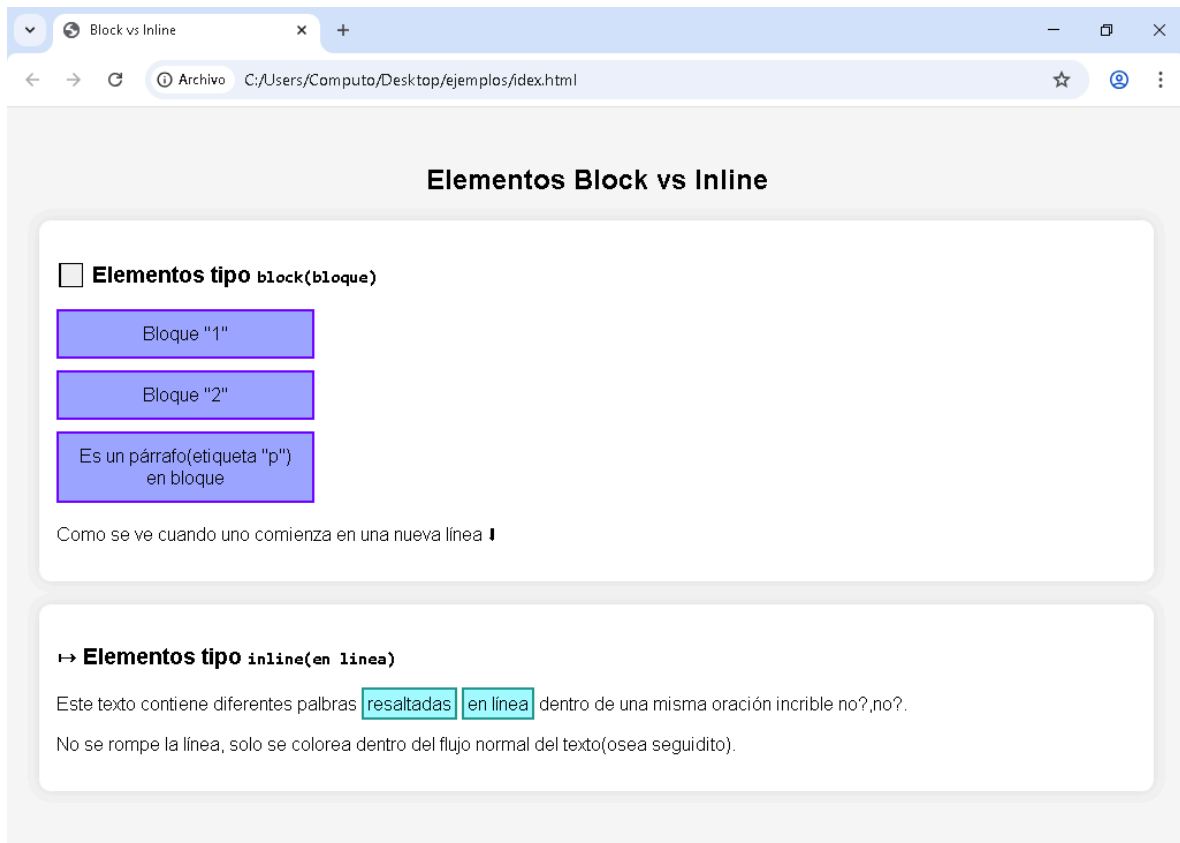 Block vs Inline
Archivo C:/Users/Computo/Desktop/ejemplos/idex.html
Elementos Block vs Inline
Elementos tipo block(bloque)
Bloque "1"
Bloque "2"
Es un párrafo(etiqueta "p")
en bloque
Como se ve cuando uno comienza en una nueva línea ⬇
↦ Elementos tipo inline(en linea)
Este texto contiene diferentes palbras resaltadas en línea dentro de una misma oración incrible no?,no?.
No se rompe la línea, solo se colorea dentro del flujo normal del texto(osea seguidito).